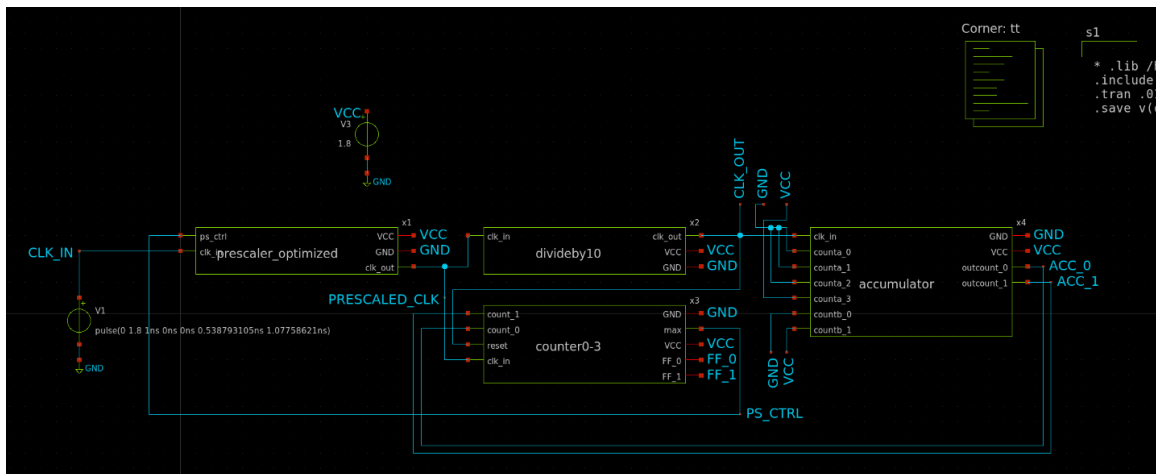 Corner: tt
s1
* .lib /
.include
.tran .0
.save v(
VCC
V3
1.8
GND
CLK_OUT
GND
VCC
x1
ps_ctrl
clk_in
prescaler_optimized
VCC
GND
clk_out
VCC
GND
x2
clk_in
divideby10
clk_out
VCC
GND
VCC
GND
x4
clk_in
counta_0
counta_1
counta_2
counta_3
countb_0
countb_1
accumulator
GND
VCC
outcount_0
outcount_1
GND
VCC
ACC_0
ACC_1
CLK_IN
PRESCALED_CLK
V1
pulse(0 1.8 1ns 0ns 0ns 0.538793105ns 1.07758621ns)
GND
x3
count_1
count_0
reset
clk_in
counter0-3
GND
max
VCC
FF_0
FF_1
GND
VCC
FF_0
FF_1
GND
VCC
PS_CTRL